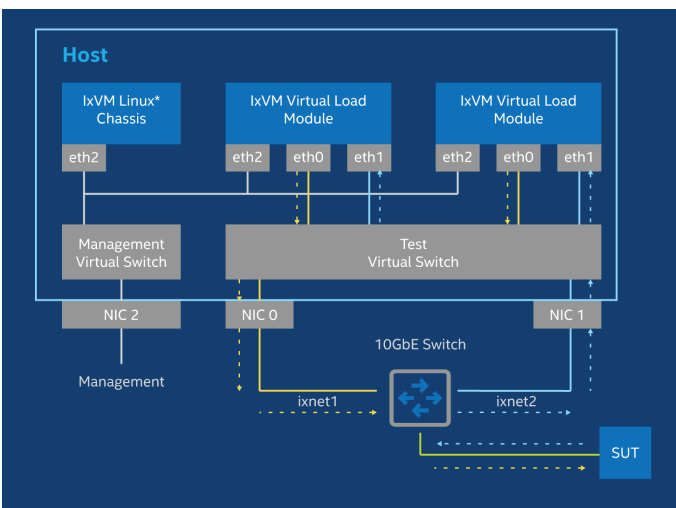 Host
IxVM Linux*
Chassis
IxVM Virtual Load
Module
IxVM Virtual Load
Module
eth2
eth2
eth0
eth1
eth2
eth0
eth1
Management
Virtual Switch
Test
Virtual Switch
NIC 2
NIC 0
NIC 1
10GbE Switch
Management
ixnet1
ixnet2
SUT